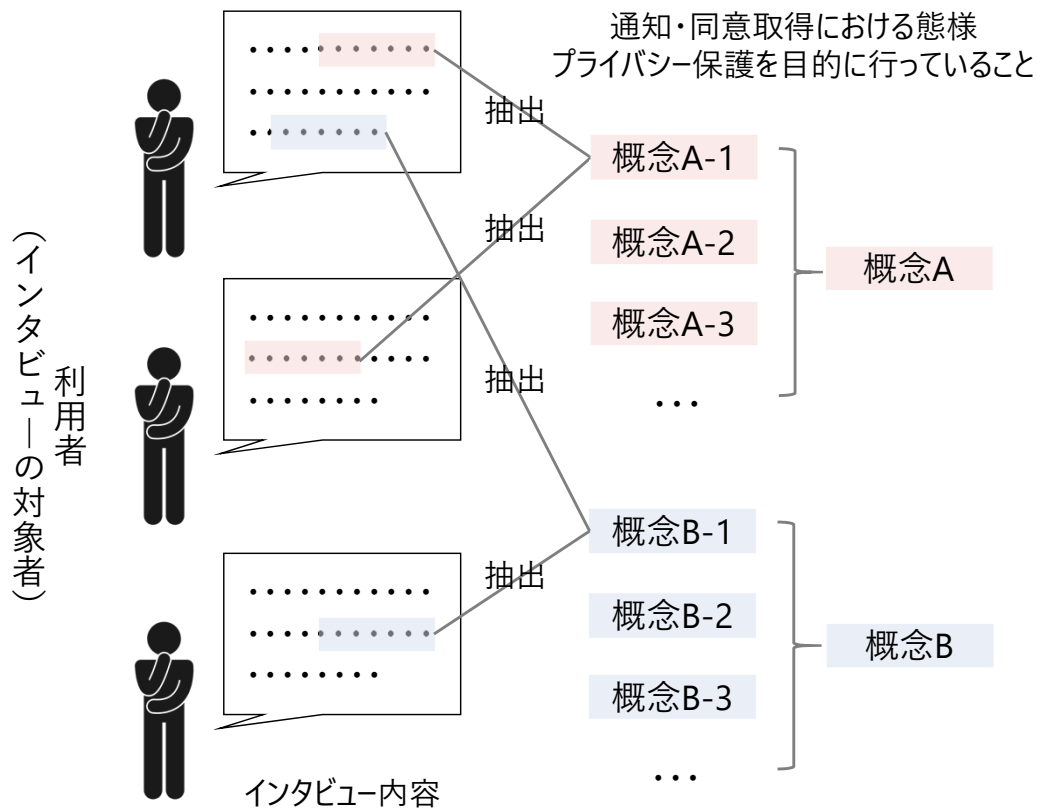 通知・同意取得における態様
プライバシー保護を目的に行っていること
抽出
概念A-1
抽出
概念A-2
概念A
概念A-3
利用者
（インタビューの対象者）
抽出
...
概念B-1
抽出
概念B-2
概念B
概念B-3
...
インタビュー内容